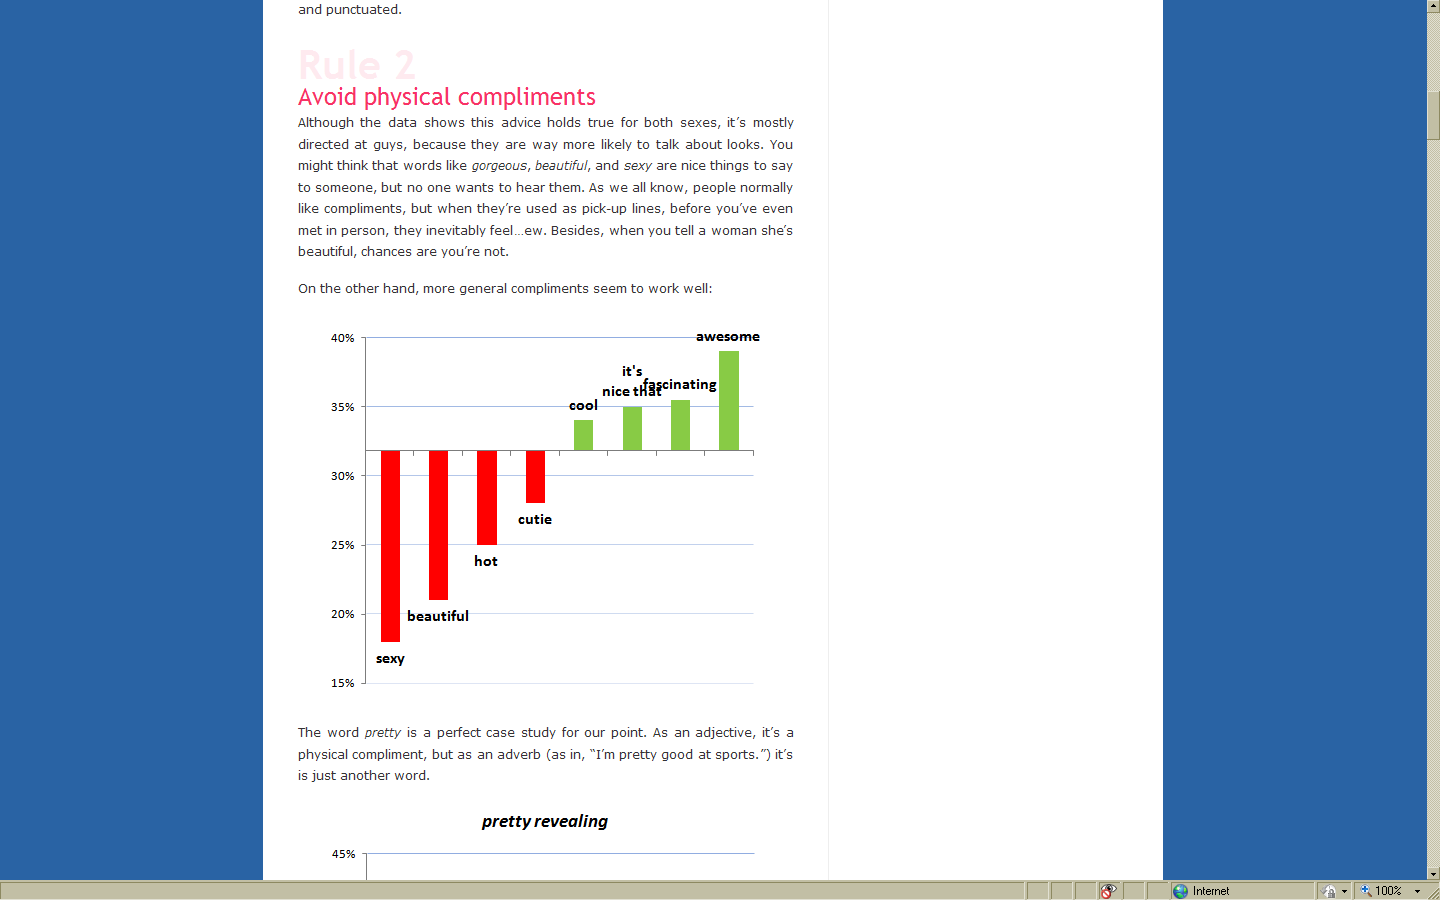 and punctuated.
Rule 2
Avoid physical compliments
Although the data shows this advice holds true for both sexes, it’s mostly
directed at guys, because they are way more likely to talk about looks. You
might think that words like gorgeous, beautiful, and sexy are nice things to say
to someone, but no one wants to hear them. As we all know, people normally
like compliments, but when they’re used as pick-up lines, before you’ve even
met in person, they inevitably feel…ew. Besides, when you tell a woman she’s
beautiful, chances are you’re not.
On the other hand, more general compliments seem to work well:
40%
awesome
it's
nice that
fascinating
cool
35%
30%
cutie
25%
hot
20%
beautiful
sexy
15%
The word pretty is a perfect case study for our point. As an adjective, it’s a
physical compliment, but as an adverb (as in, “I’m pretty good at sports.”) it’s
is just another word.
pretty revealing
45%
Internet
100%